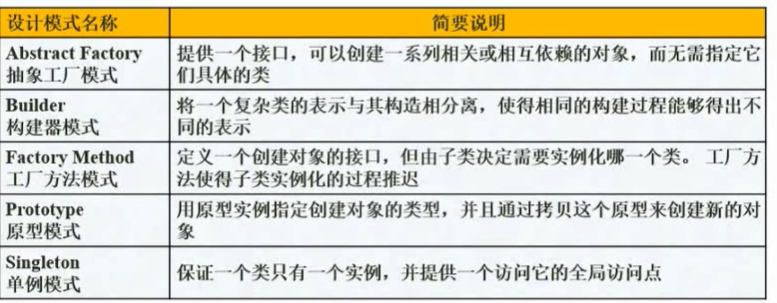 设计模式名称
简要说明
Abstract Factory
抽象工厂模式
提供一个接口，可以创建一系列相关或相互依赖的对象，而无需指定它
们具体的类
Builder
构建器模式
将一个复杂类的表示与其构造相分离，使得相同的构建过程能够得出不
同的表示
Factory Method
工厂方法模式
定义一个创建对象的接口，但由子类决定需要实例化哪一个类。 工厂方
法使得子类实例化的过程推迟
Prototype
原型模式
用原型实例指定创建对象的类型，并且通过拷贝这个原型来创建新的对
象
Singleton
单例模式
保证一个类只有一个实例，并提供一个访问它的全局访问点